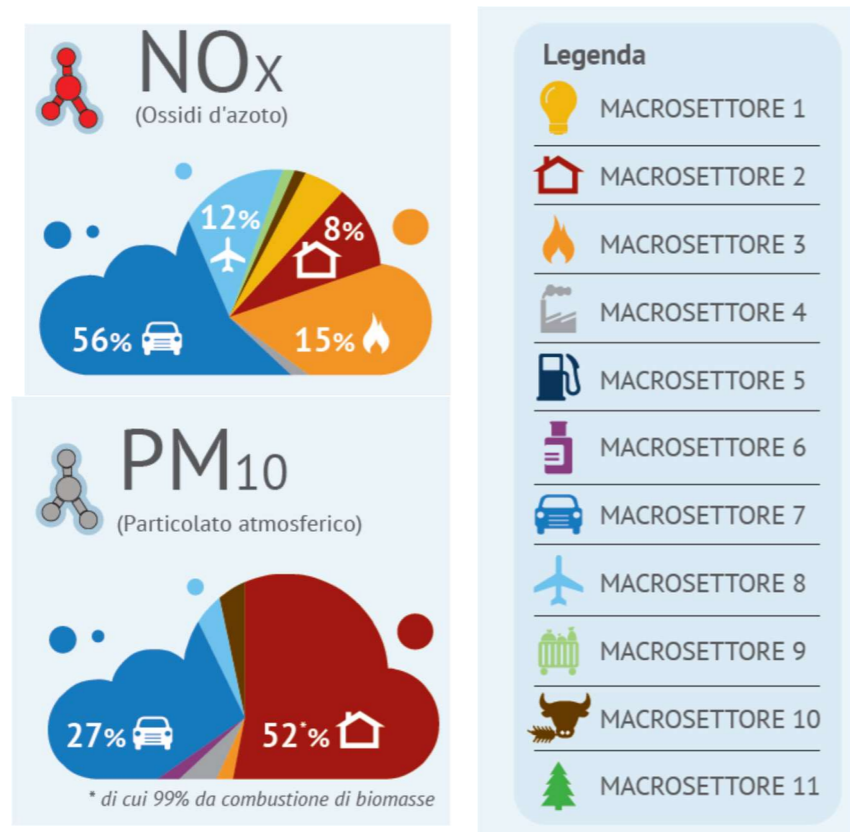 NOx
(Ossidi d'azoto)
12%
8%
56%
15%
PM10
(Particolato atmosferico)
27%
52*%
* di cui 99% da combustione di biomasse
Legenda
MACROSETTORE 1
MACROSETTORE 2
MACROSETTORE 3
MACROSETTORE 4
MACROSETTORE 5
MACROSETTORE 6
MACROSETTORE 7
MACROSETTORE 8
MACROSETTORE 9
MACROSETTORE 10
MACROSETTORE 11